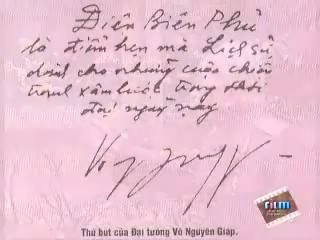 Điện Biên Phủ
là điểm hẹn mà Lịch sử
dành cho những cuộc chiến
tranh xâm lược trong thời
đại ngày nay
FILM
Thủ bút của Đại tướng Võ Nguyên Giáp.